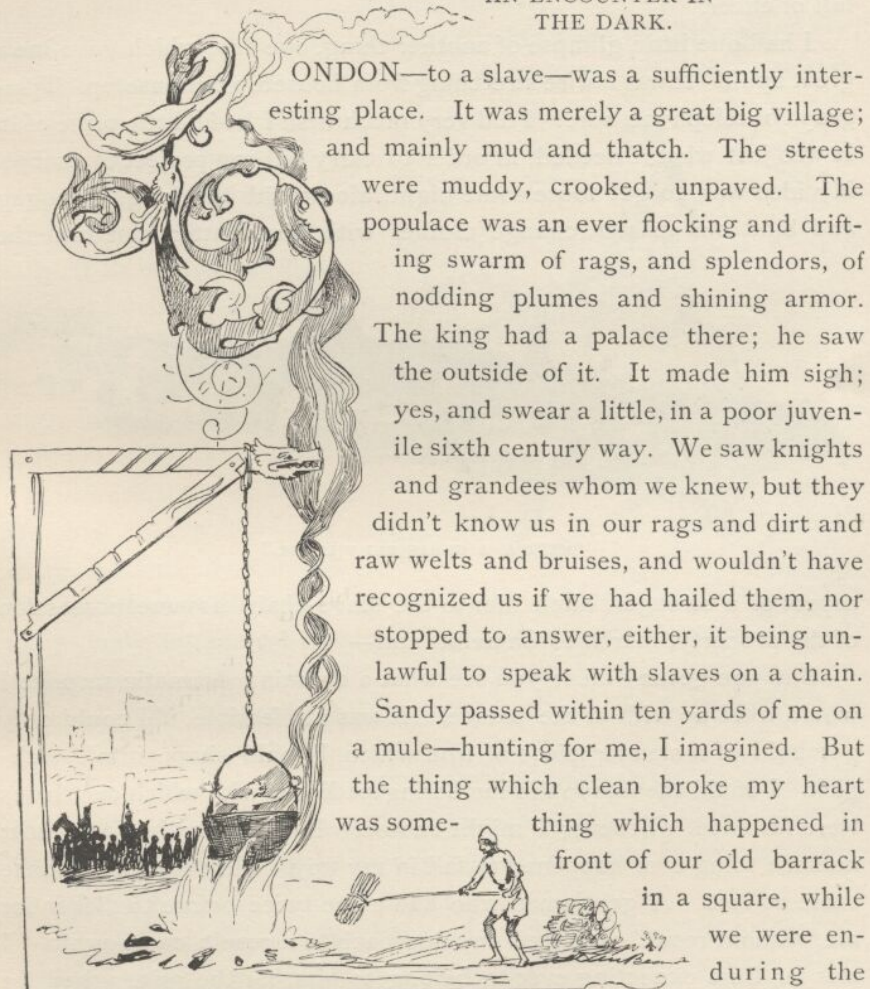 AN ENCOUNTER IN
THE DARK.
ONDON—to a slave—was a sufficiently inter-
esting place. It was merely a great big village;
and mainly mud and thatch. The streets
were muddy, crooked, unpaved. The
populace was an ever flocking and drift-
ing swarm of rags, and splendors, of
nodding plumes and shining armor.
The king had a palace there; he saw
the outside of it. It made him sigh;
yes, and swear a little, in a poor juven-
ile sixth century way. We saw knights
and grandees whom we knew, but they
didn't know us in our rags and dirt and
raw welts and bruises, and wouldn't have
recognized us if we had hailed them, nor
stopped to answer, either, it being un-
lawful to speak with slaves on a chain.
Sandy passed within ten yards of me on
a mule—hunting for me, I imagined. But
the thing which clean broke my heart
was some- thing which happened in
front of our old barrack
in a square, while
we were en-
during the